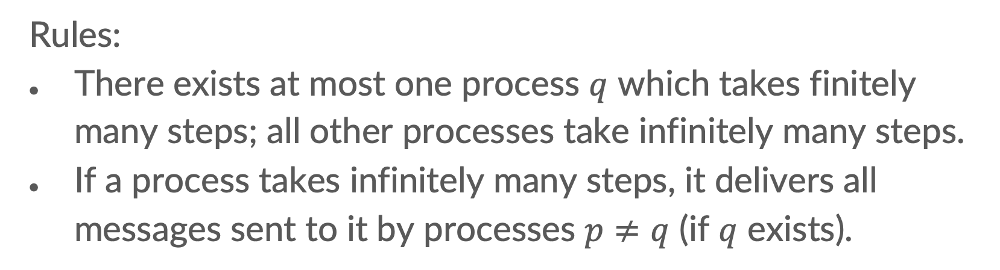 Rules:
• There exists at most one process q which takes finitely
many steps; all other processes take infinitely many steps.
• If a process takes infinitely many steps, it delivers all
messages sent to it by processes p ≠ q (if q exists).